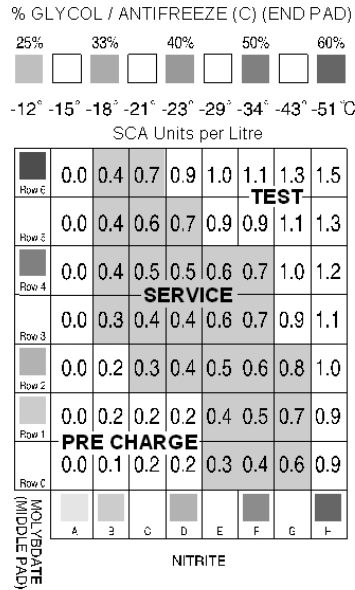 % GLYCOL / ANTIFREEZE (C) (END PAD)
25% 33% 40% 50% 60%
-12° -15° -18° -21° -23° -29° -34° -43° -51 °C
SCA Units per Litre
Row 6 0.0 0.4 0.7 0.9 1.0 1.1 1.3 1.5
TEST
Row 5 0.0 0.4 0.6 0.7 0.9 0.9 1.1 1.3
Row 4 0.0 0.4 0.5 0.5 0.6 0.7 1.0 1.2
SERVICE
Row 3 0.0 0.3 0.4 0.4 0.6 0.7 0.9 1.1
Row 2 0.0 0.2 0.3 0.4 0.5 0.6 0.8 1.0
Row 1 0.0 0.2 0.2 0.2 0.4 0.5 0.7 0.9
PRE CHARGE
Row 0 0.0 0.1 0.2 0.2 0.3 0.4 0.6 0.9
MOLYBDATE
(MIDDLE PAD)
A B C D E F G H
NITRITE